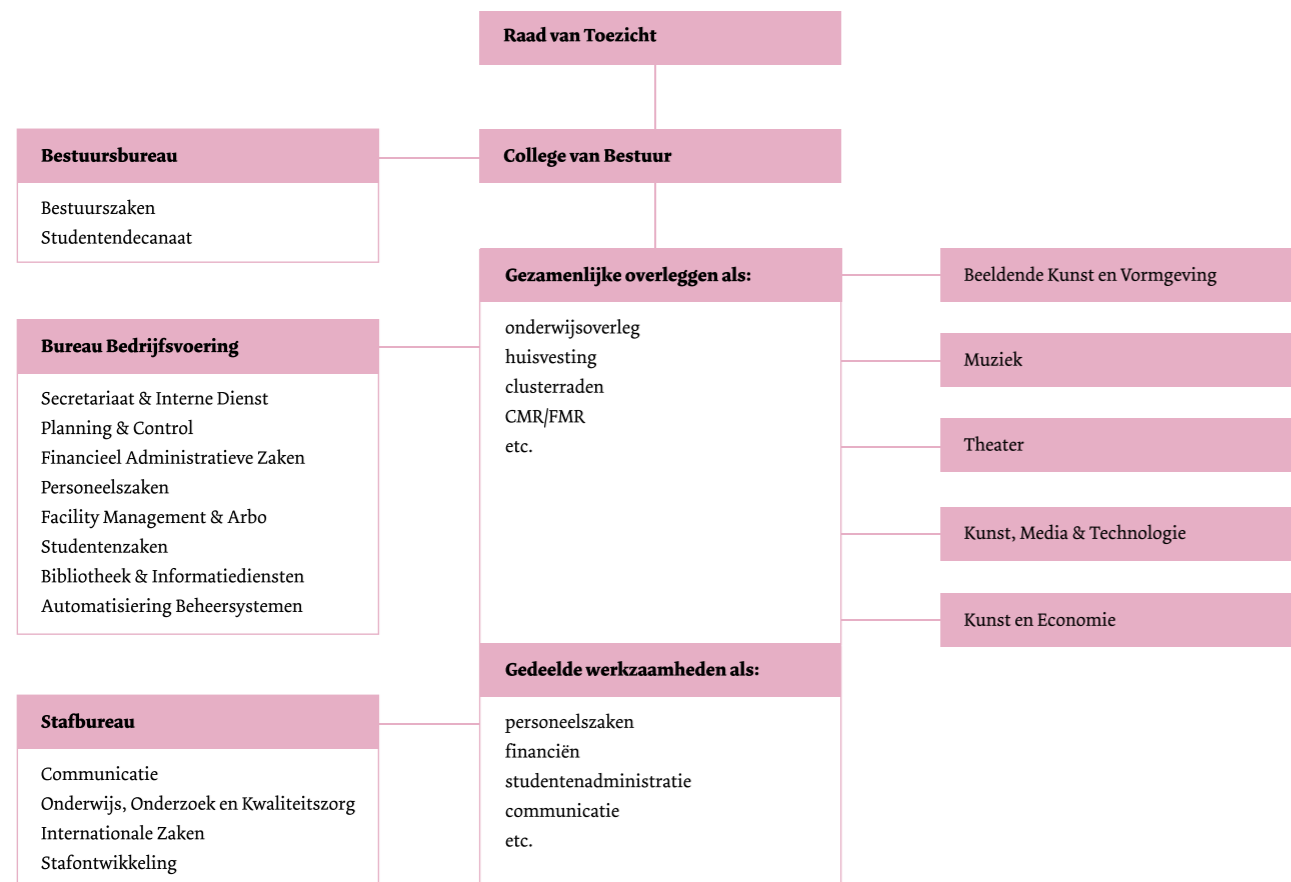 Raad van Toezicht
College van Bestuur
Bestuursbureau
Bestuurszaken
Studentendecanaat
Bureau Bedrijfsvoering
Secretariaat & Interne Dienst
Planning & Control
Financieel Administratieve Zaken
Personeelszaken
Facility Management & Arbo
Studentenzaken
Bibliotheek & Informatiediensten
Automatisiering Beheersystemen
Stafbureau
Communicatie
Onderwijs, Onderzoek en Kwaliteitszorg
Internationale Zaken
Stafontwikkeling
Gezamenlijke overleggen als:
onderwijsoverleg
huisvesting
clusterraden
CMR/FMR
etc.
Gedeelde werkzaamheden als:
personeelszaken
financiën
studentenadministratie
communicatie
etc.
Beeldende Kunst en Vormgeving
Muziek
Theater
Kunst, Media & Technologie
Kunst en Economie